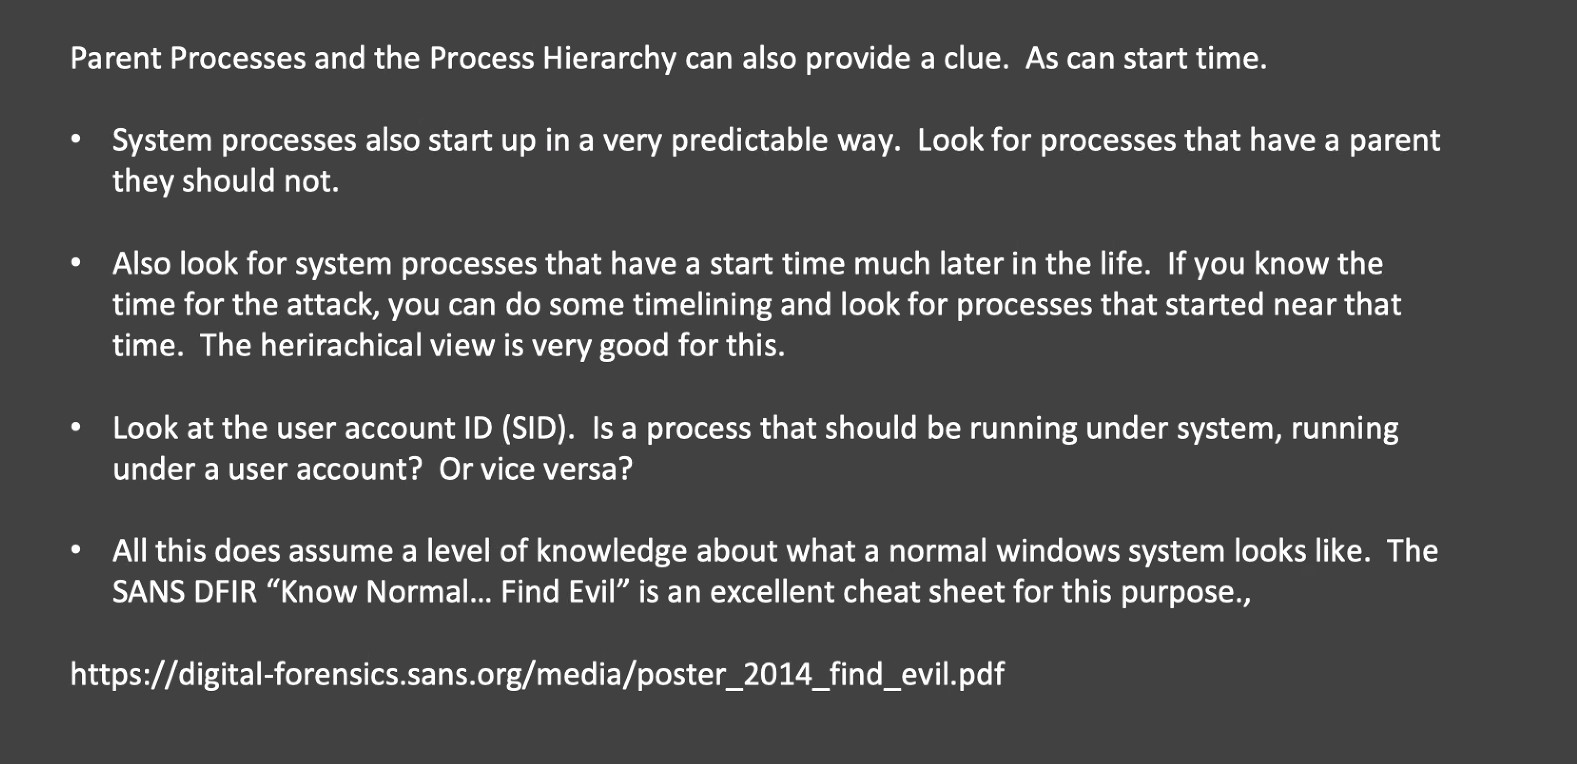 Parent Processes and the Process Hierarchy can also provide a clue.  As can start time.
• System processes also start up in a very predictable way.  Look for processes that have a parent
they should not.
• Also look for system processes that have a start time much later in the life.  If you know the
time for the attack, you can do some timelining and look for processes that started near that
time.  The herirachical view is very good for this.
• Look at the user account ID (SID).  Is a process that should be running under system, running
under a user account?  Or vice versa?
• All this does assume a level of knowledge about what a normal windows system looks like.  The
SANS DFIR “Know Normal… Find Evil” is an excellent cheat sheet for this purpose.,
https://digital-forensics.sans.org/media/poster_2014_find_evil.pdf